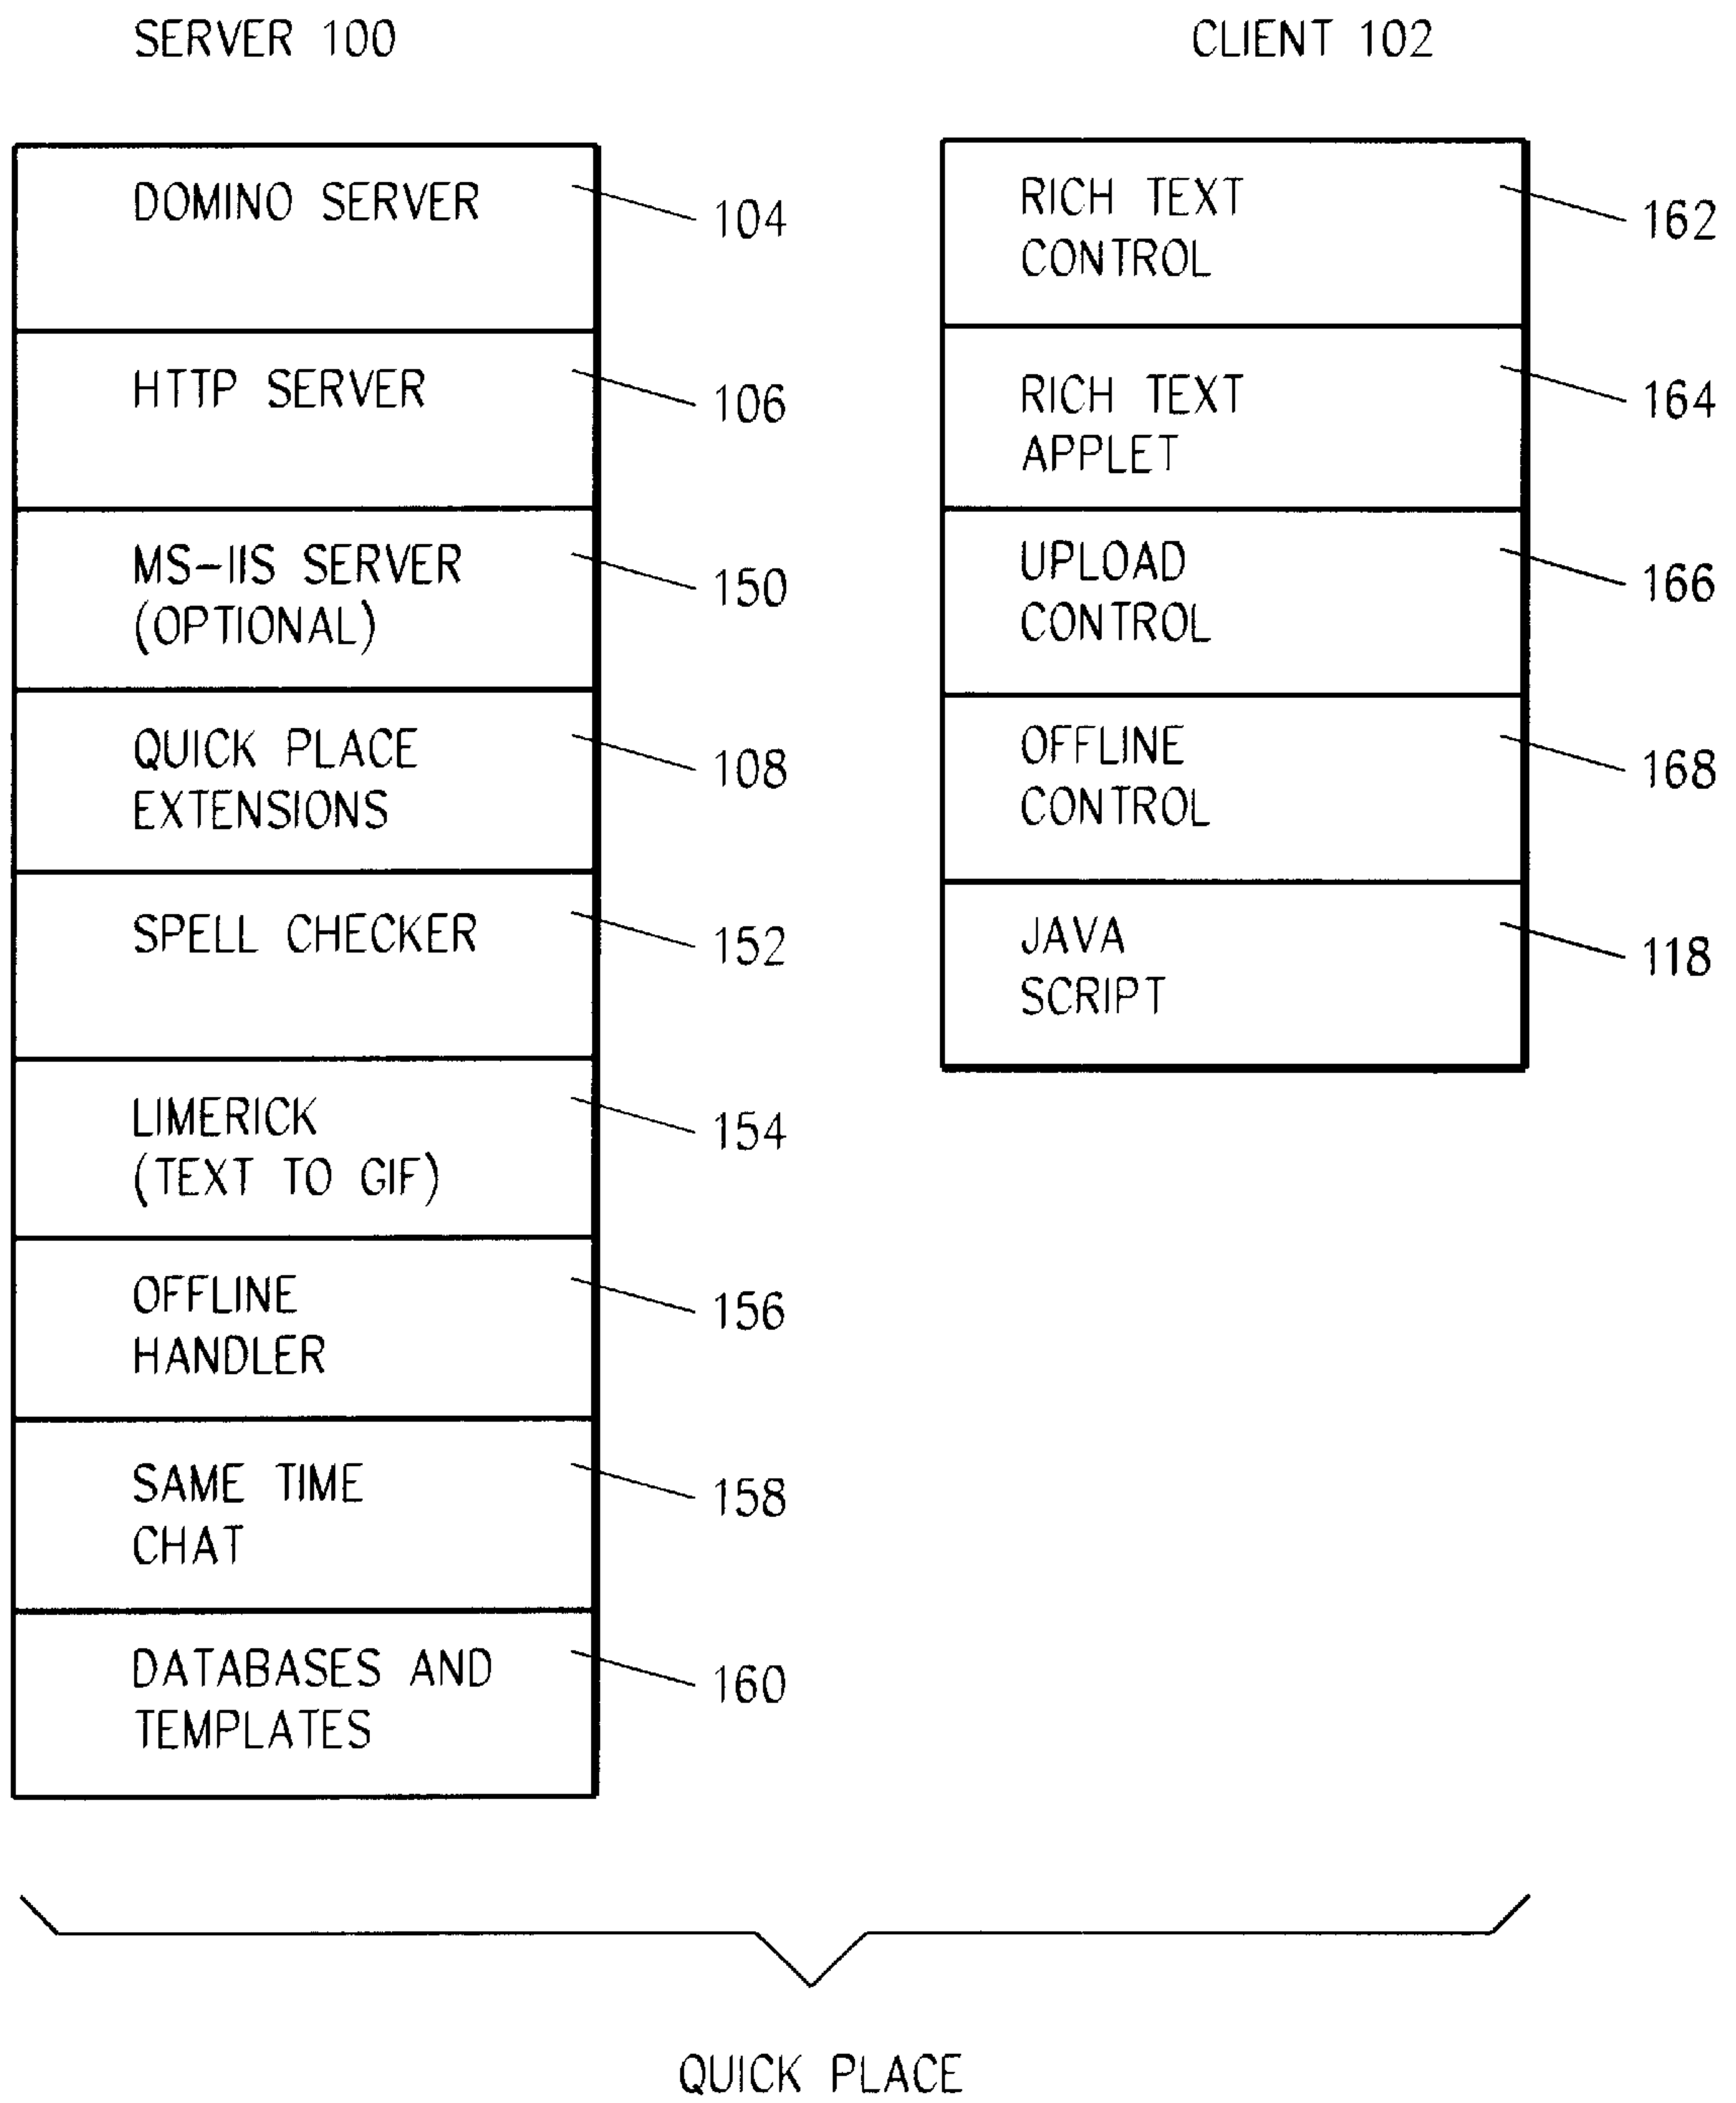 SERVER 100
CLIENT 102
DOMINO SERVER
104
HTTP SERVER
106
MS-IIS SERVER
(OPTIONAL)
150
QUICK PLACE
EXTENSIONS
108
SPELL CHECKER
152
LIMERICK
(TEXT TO GIF)
154
OFFLINE
HANDLER
156
SAME TIME
CHAT
158
DATABASES AND
TEMPLATES
160
RICH TEXT
CONTROL
162
RICH TEXT
APPLET
164
UPLOAD
CONTROL
166
OFFLINE
CONTROL
168
JAVA
SCRIPT
118
QUICK PLACE